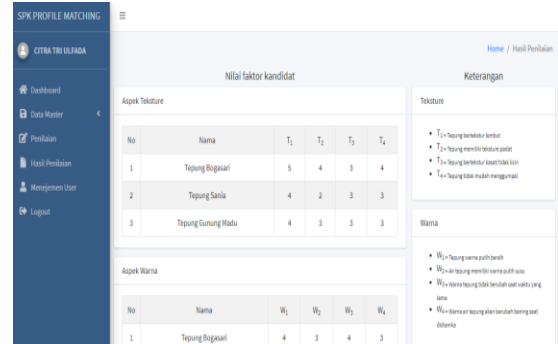 SPK PROFILE MATCHING
CITRA TRI ULFADA
Dashboard
Data Master
Penilaian
Hasil Penilaian
Menejemen User
Logout
Home / Hasil Penilaian
Nilai faktor kandidat
Aspek Teksture
No Nama T1 T2 T3 T4
1 Tepung Bogasari 5 4 3 4
2 Tepung Sania 4 2 3 3
3 Tepung Gunung Madu 4 3 3 3
Aspek Warna
No Nama W1 W2 W3 W4
1 Tepung Bogasari 4 3 4 3
Keterangan
Teksture
T1 = Tepung bertekstur lembut
T2 = Tepung memiliki teksture padat
T3 = Tepung bertekstur kasat/tidak licin
T4 = Tepung tidak mudah menggumpal
Warna
W1 = Tepung warna putih bersih
W2 = Air tepung memiliki warna putih susu
W3 = Warna tepung tidak berubah saat waktu yang
lama
W4 = Warna air tepung akan berubah bening saat
didiamka